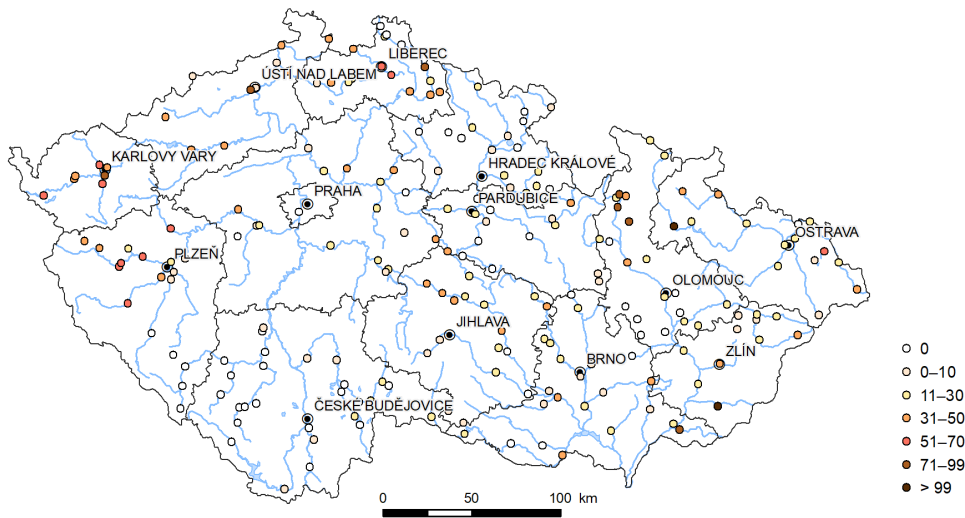 LIBEREC
ÚSTÍ NAD LABEM
KARLOVY VARY
HRADEC KRÁLOVÉ
PRAHA
PARDUBICE
OSTRAVA
PLZEŇ
OLOMOUC
JIHLAVA
ZLÍN
BRNO
ČESKÉ BUDĚJOVICE
0
0–10
11–30
31–50
51–70
71–99
> 99
0 50 100 km